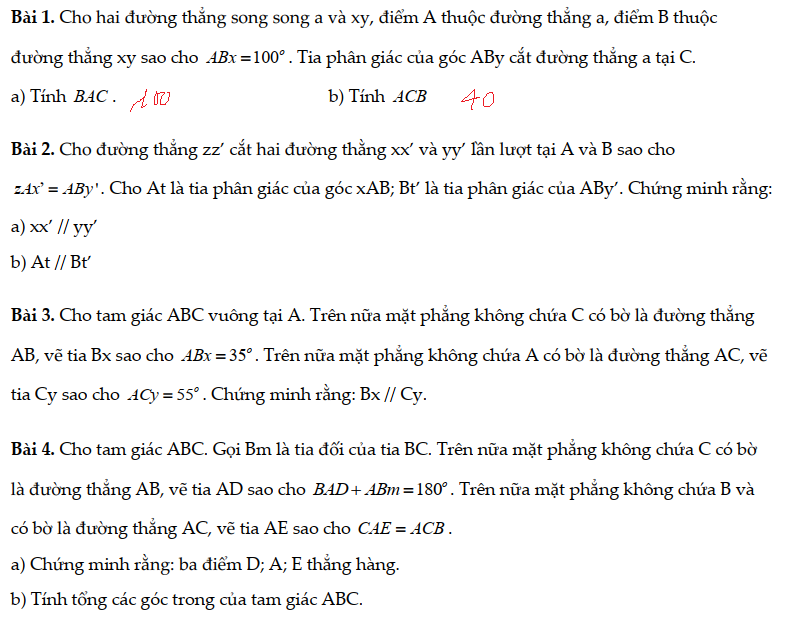 Bài 1. Cho hai đường thẳng song song a và xy, điểm A thuộc đường thẳng a, điểm B thuộc
đường thẳng xy sao cho ABx = 100°. Tia phân giác của góc ABy cắt đường thẳng a tại C.
a) Tính BAC. 100 b) Tính ACB 40
Bài 2. Cho đường thẳng zz’ cắt hai đường thẳng xx’ và yy’ lần lượt tại A và B sao cho
zAx' = ABy'. Cho At là tia phân giác của góc xAB; Bt’ là tia phân giác của ABy’. Chứng minh rằng:
a) xx’ // yy’
b) At // Bt’
Bài 3. Cho tam giác ABC vuông tại A. Trên nữa mặt phẳng không chứa C có bờ là đường thẳng
AB, vẽ tia Bx sao cho ABx = 35°. Trên nữa mặt phẳng không chứa A có bờ là đường thẳng AC, vẽ
tia Cy sao cho ACy = 55°. Chứng minh rằng: Bx // Cy.
Bài 4. Cho tam giác ABC. Gọi Bm là tia đối của tia BC. Trên nữa mặt phẳng không chứa C có bờ
là đường thẳng AB, vẽ tia AD sao cho BAD + ABm = 180°. Trên nữa mặt phẳng không chứa B và
có bờ là đường thẳng AC, vẽ tia AE sao cho CAE = ACB.
a) Chứng minh rằng: ba điểm D; A; E thẳng hàng.
b) Tính tổng các góc trong của tam giác ABC.